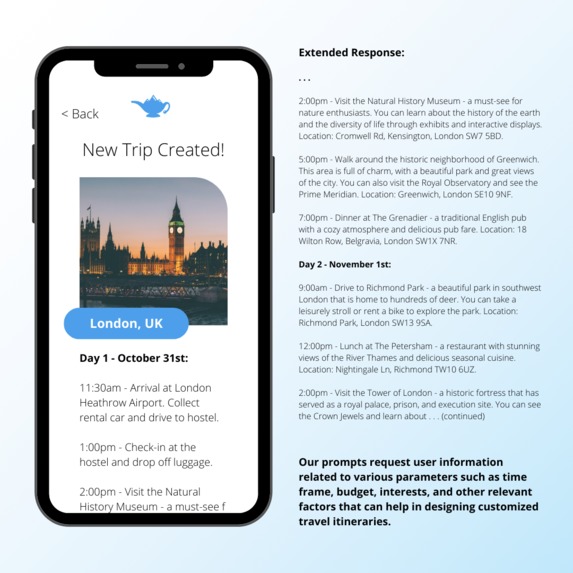 < Back
New Trip Created!
London, UK
Day 1 - October 31st:
11:30am - Arrival at London
Heathrow Airport. Collect
rental car and drive to hostel.
1:00pm - Check-in at the
hostel and drop off luggage.
2:00pm - Visit the Natural
History Museum - a must-see f
Extended Response:
. . .
2:00pm - Visit the Natural History Museum - a must-see for
nature enthusiasts. You can learn about the history of the earth
and the diversity of life through exhibits and interactive displays.
Location: Cromwell Rd, Kensington, London SW7 5BD.
5:00pm - Walk around the historic neighborhood of Greenwich.
This area is full of charm, with a beautiful park and great views
of the city. You can also visit the Royal Observatory and see the
Prime Meridian. Location: Greenwich, London SE10 9NF.
7:00pm - Dinner at The Grenadier - a traditional English pub
with a cozy atmosphere and delicious pub fare. Location: 18
Wilton Row, Belgravia, London SW1X 7NR.
Day 2 - November 1st:
9:00am - Drive to Richmond Park - a beautiful park in southwest
London that is home to hundreds of deer. You can take a
leisurely stroll or rent a bike to explore the park. Location:
Richmond Park, London SW13 9SA.
12:00pm - Lunch at The Petersham - a restaurant with stunning
views of the River Thames and delicious seasonal cuisine.
Location: Nightingale Ln, Richmond TW10 6UZ.
2:00pm - Visit the Tower of London - a historic fortress that has
served as a royal palace, prison, and execution site. You can see
the Crown Jewels and learn about . . . (continued)
Our prompts request user information
related to various parameters such as time
frame, budget, interests, and other relevant
factors that can help in designing customized
travel itineraries.